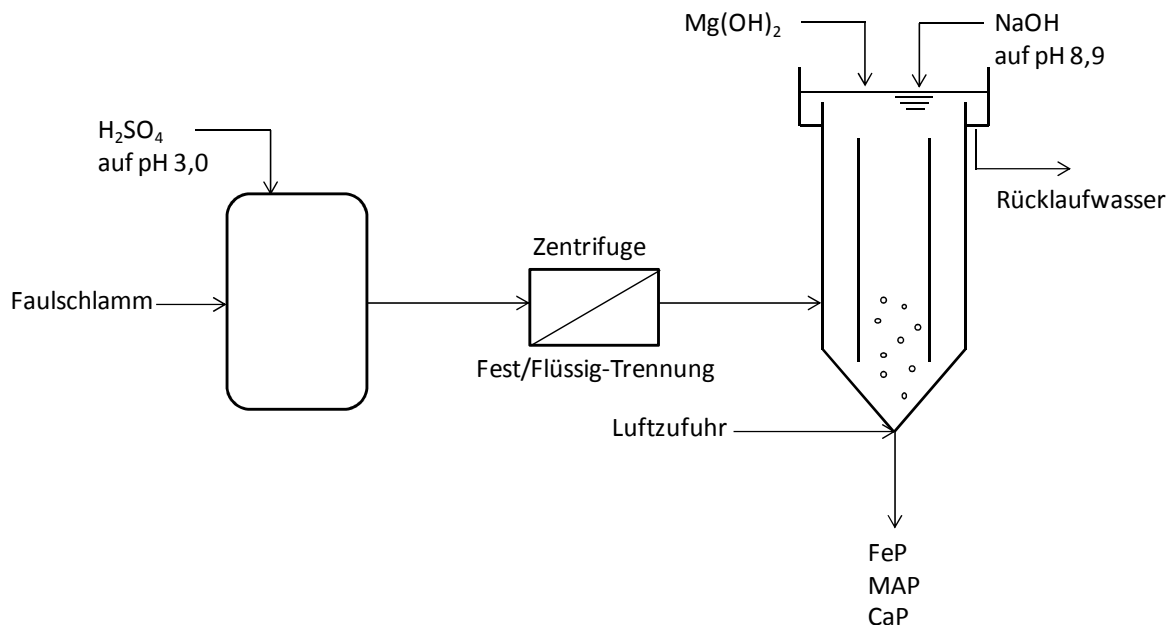 Mg(OH)₂
NaOH
auf pH 8,9
H₂SO₄
auf pH 3,0
Rücklaufwasser
Zentrifuge
Faulschlamm
Fest/Flüssig-Trennung
Luftzufuhr
FeP
MAP
CaP